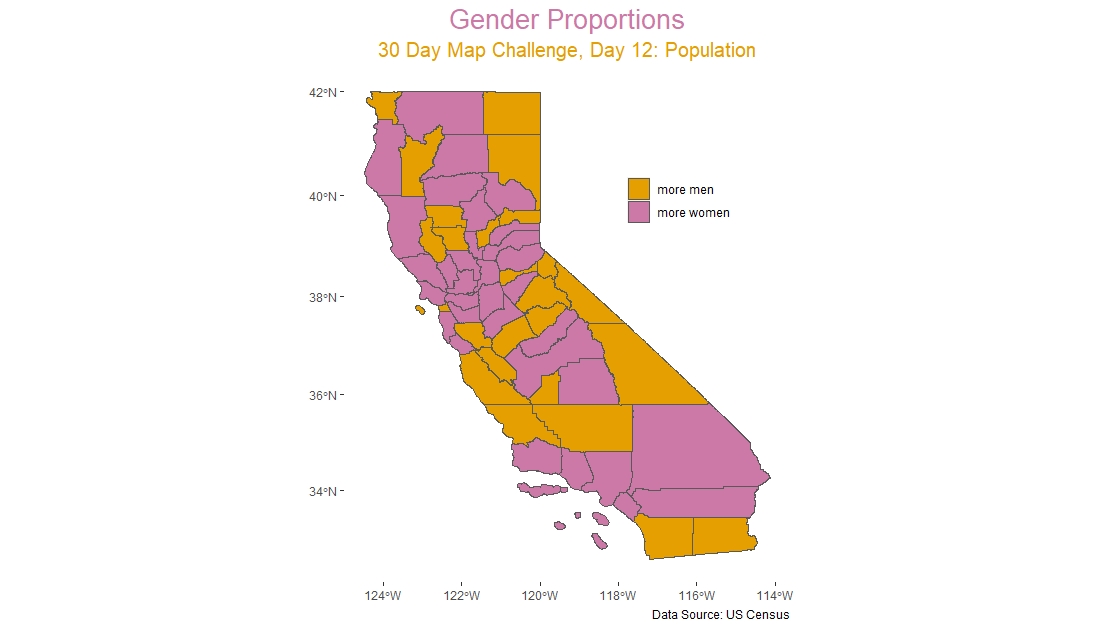 Gender Proportions
30 Day Map Challenge, Day 12: Population
42°N
40°N
38°N
36°N
34°N
more men
more women
124°W 122°W 120°W 118°W 116°W 114°W
Data Source: US Census